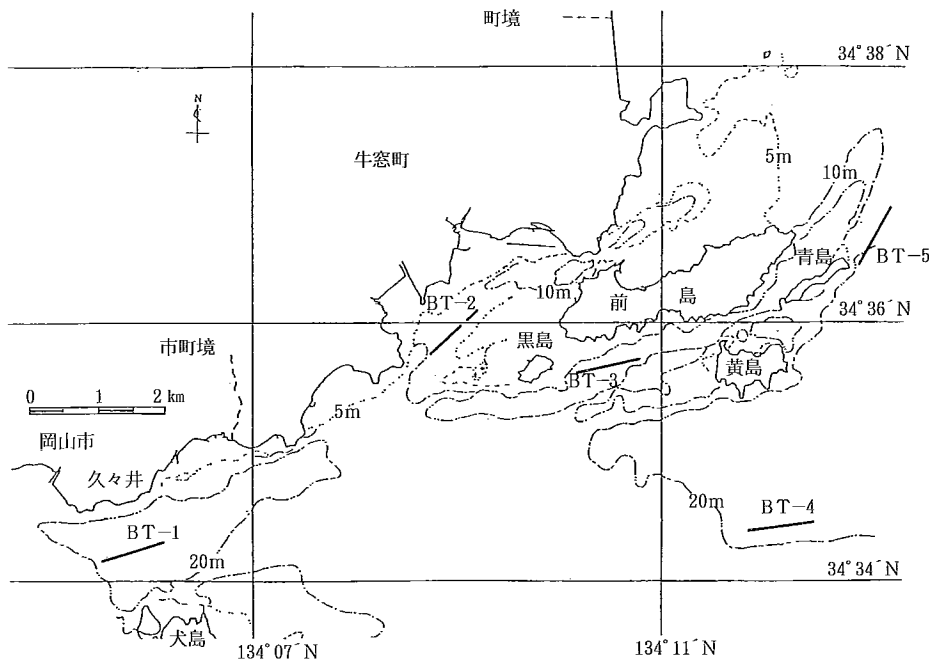 町境
34°38´N
N
牛窓町
5m
10m
青島
BT-5
BT-2
10m
前島
34°36´N
市町境
黒島
BT-3
黄島
0 1 2 km
5m
岡山市
久々井
20m
BT-4
BT-1
20m
34°34´N
犬島
134°07´N
134°11´N